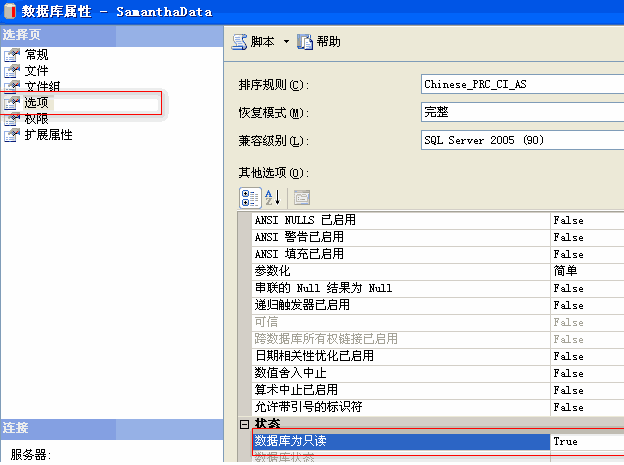 数据库属性 - SamanthaData
选择页
常规
文件
文件组
选项
权限
扩展属性
连接
服务器:
脚本 帮助
排序规则(C): Chinese_PRC_CI_AS
恢复模式(M): 完整
兼容级别(L): SQL Server 2005 (90)
其他选项(O):
ANSI NULLS 已启用 False
ANSI 警告已启用 False
ANSI 填充已启用 False
参数化 简单
串联的 Null 结果为 Null False
递归触发器已启用 False
可信 False
跨数据库所有权链接已启用 False
日期相关性优化已启用 False
数值舍入中止 False
算术中止已启用 False
允许带引号的标识符 False
状态
数据库为只读 True
数据库状态